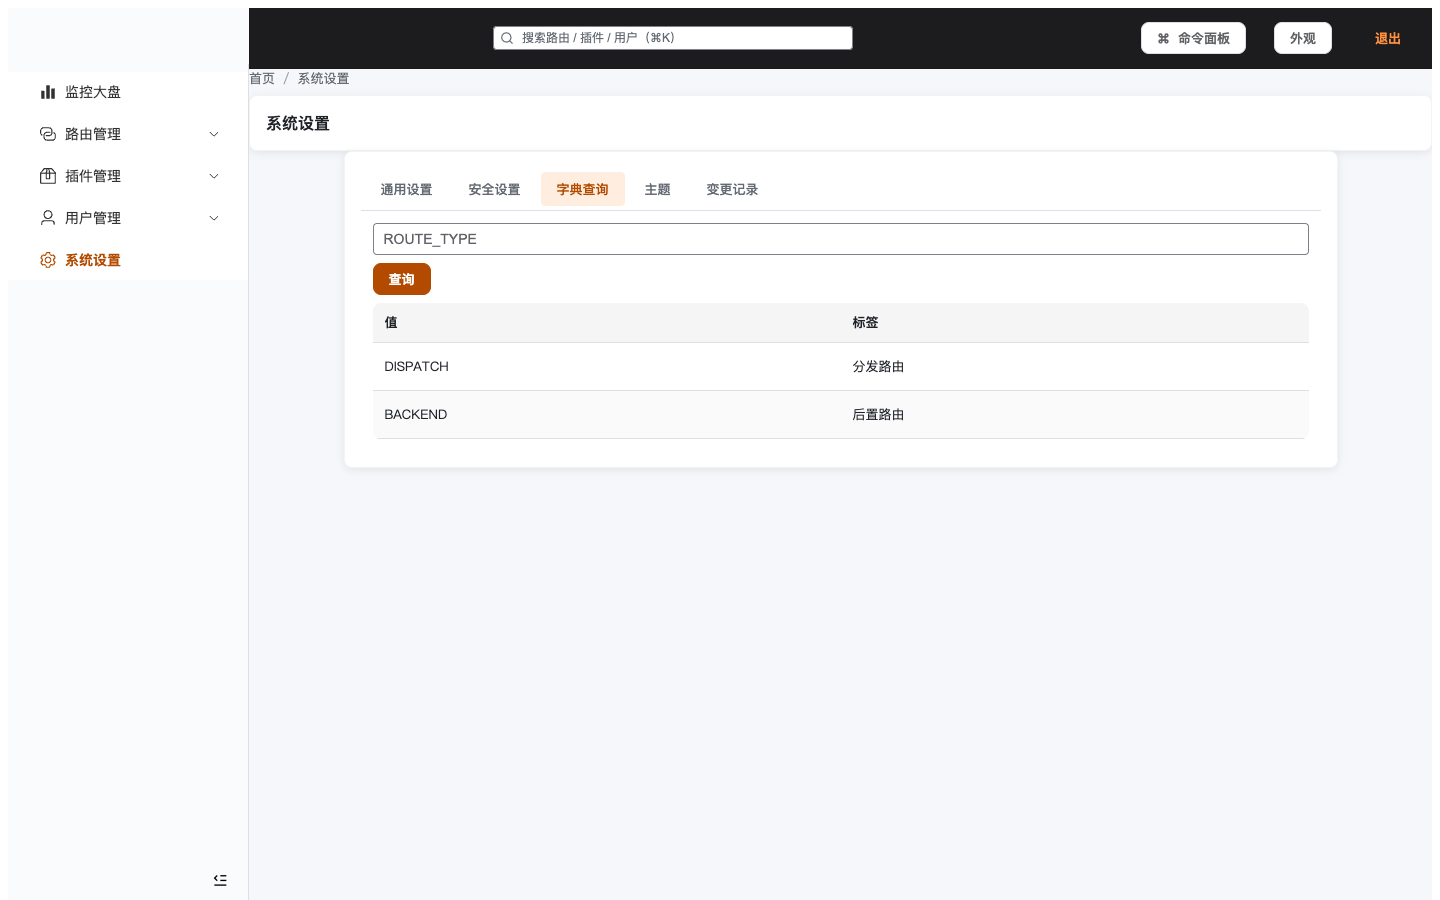 搜索路由 / 插件 / 用户（⌘K）
⌘ 命令面板
外观
退出
监控大盘
路由管理
插件管理
用户管理
系统设置
首页 / 系统设置
系统设置
通用设置 安全设置 字典查询 主题 变更记录
ROUTE_TYPE
查询
值 标签
DISPATCH 分发路由
BACKEND 后置路由